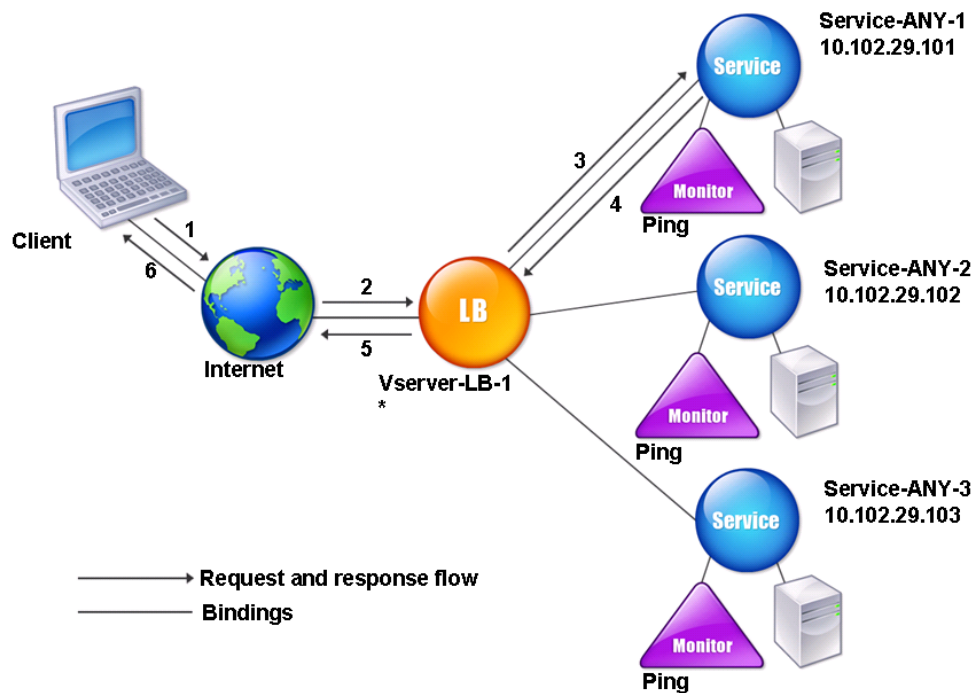 Service-ANY-1
10.102.29.101
Service
3
4
Monitor
Ping
Client
1
6
Internet
2
5
LB
Vserver-LB-1
*
Service-ANY-2
10.102.29.102
Service
Monitor
Ping
Service-ANY-3
10.102.29.103
Service
Monitor
Ping
Request and response flow
Bindings